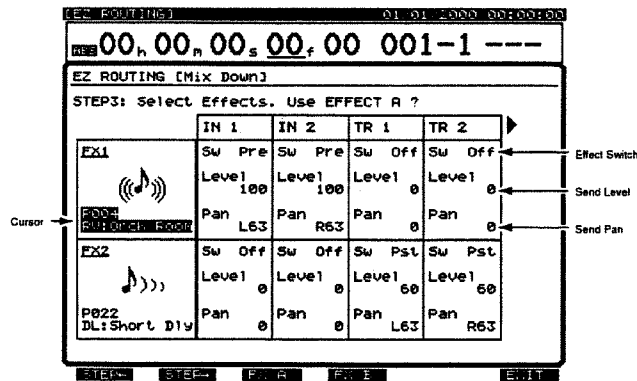 EZ ROUTING 01/01/2000 00:00:00
00h 00m 00s 00f 00 001-1 ---
EZ ROUTING [Mix Down]
STEP3: Select Effects. Use EFFECT A ?
IN 1 IN 2 TR 1 TR 2
FX1 Sw Pre Sw Pre Sw Off Sw Off Effect Switch
Level 100 Level 100 Level 0 Level 0 Send Level
Cursor P004 Pan L63 Pan R63 Pan 0 Pan 0 Send Pan
FX2 Sw Off Sw Off Sw Pst Sw Pst
Level 0 Level 0 Level 60 Level 60
P022 Pan 0 Pan 0 Pan L63 Pan R63
DL:Short Dly
STEP STEP EXIT